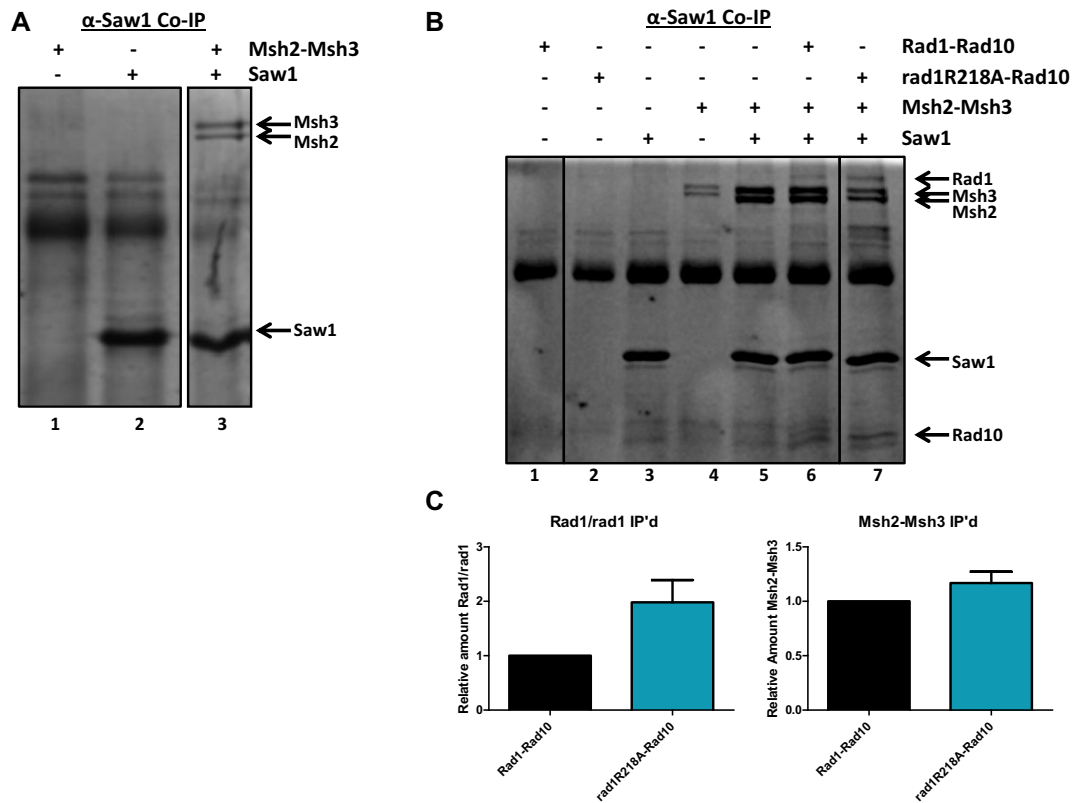 A
α-Saw1 Co-IP
+ - + Msh2-Msh3
- + + Saw1
Msh3
Msh2
Saw1
1 2 3
B
α-Saw1 Co-IP
+ - - - - + - Rad1-Rad10
- + - - - - + rad1R218A-Rad10
- - - + + + + Msh2-Msh3
- - + - + + + Saw1
Rad1
Msh3
Msh2
Saw1
Rad10
1 2 3 4 5 6 7
C
Rad1/rad1 IP'd
Relative amount Rad1/rad1
3
2
1
0
Rad1-Rad10
rad1R218A-Rad10
Msh2-Msh3 IP'd
Relative Amount Msh2-Msh3
1.5
1.0
0.5
0.0
Rad1-Rad10
rad1R218A-Rad10